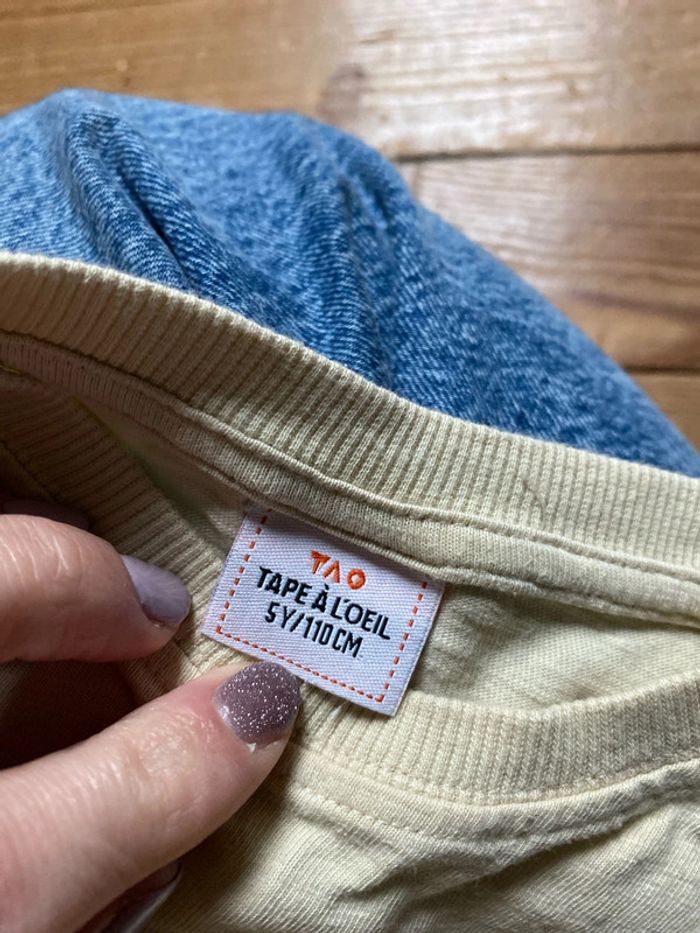 TAO
TAPE À L'OEIL
5Y/110CM